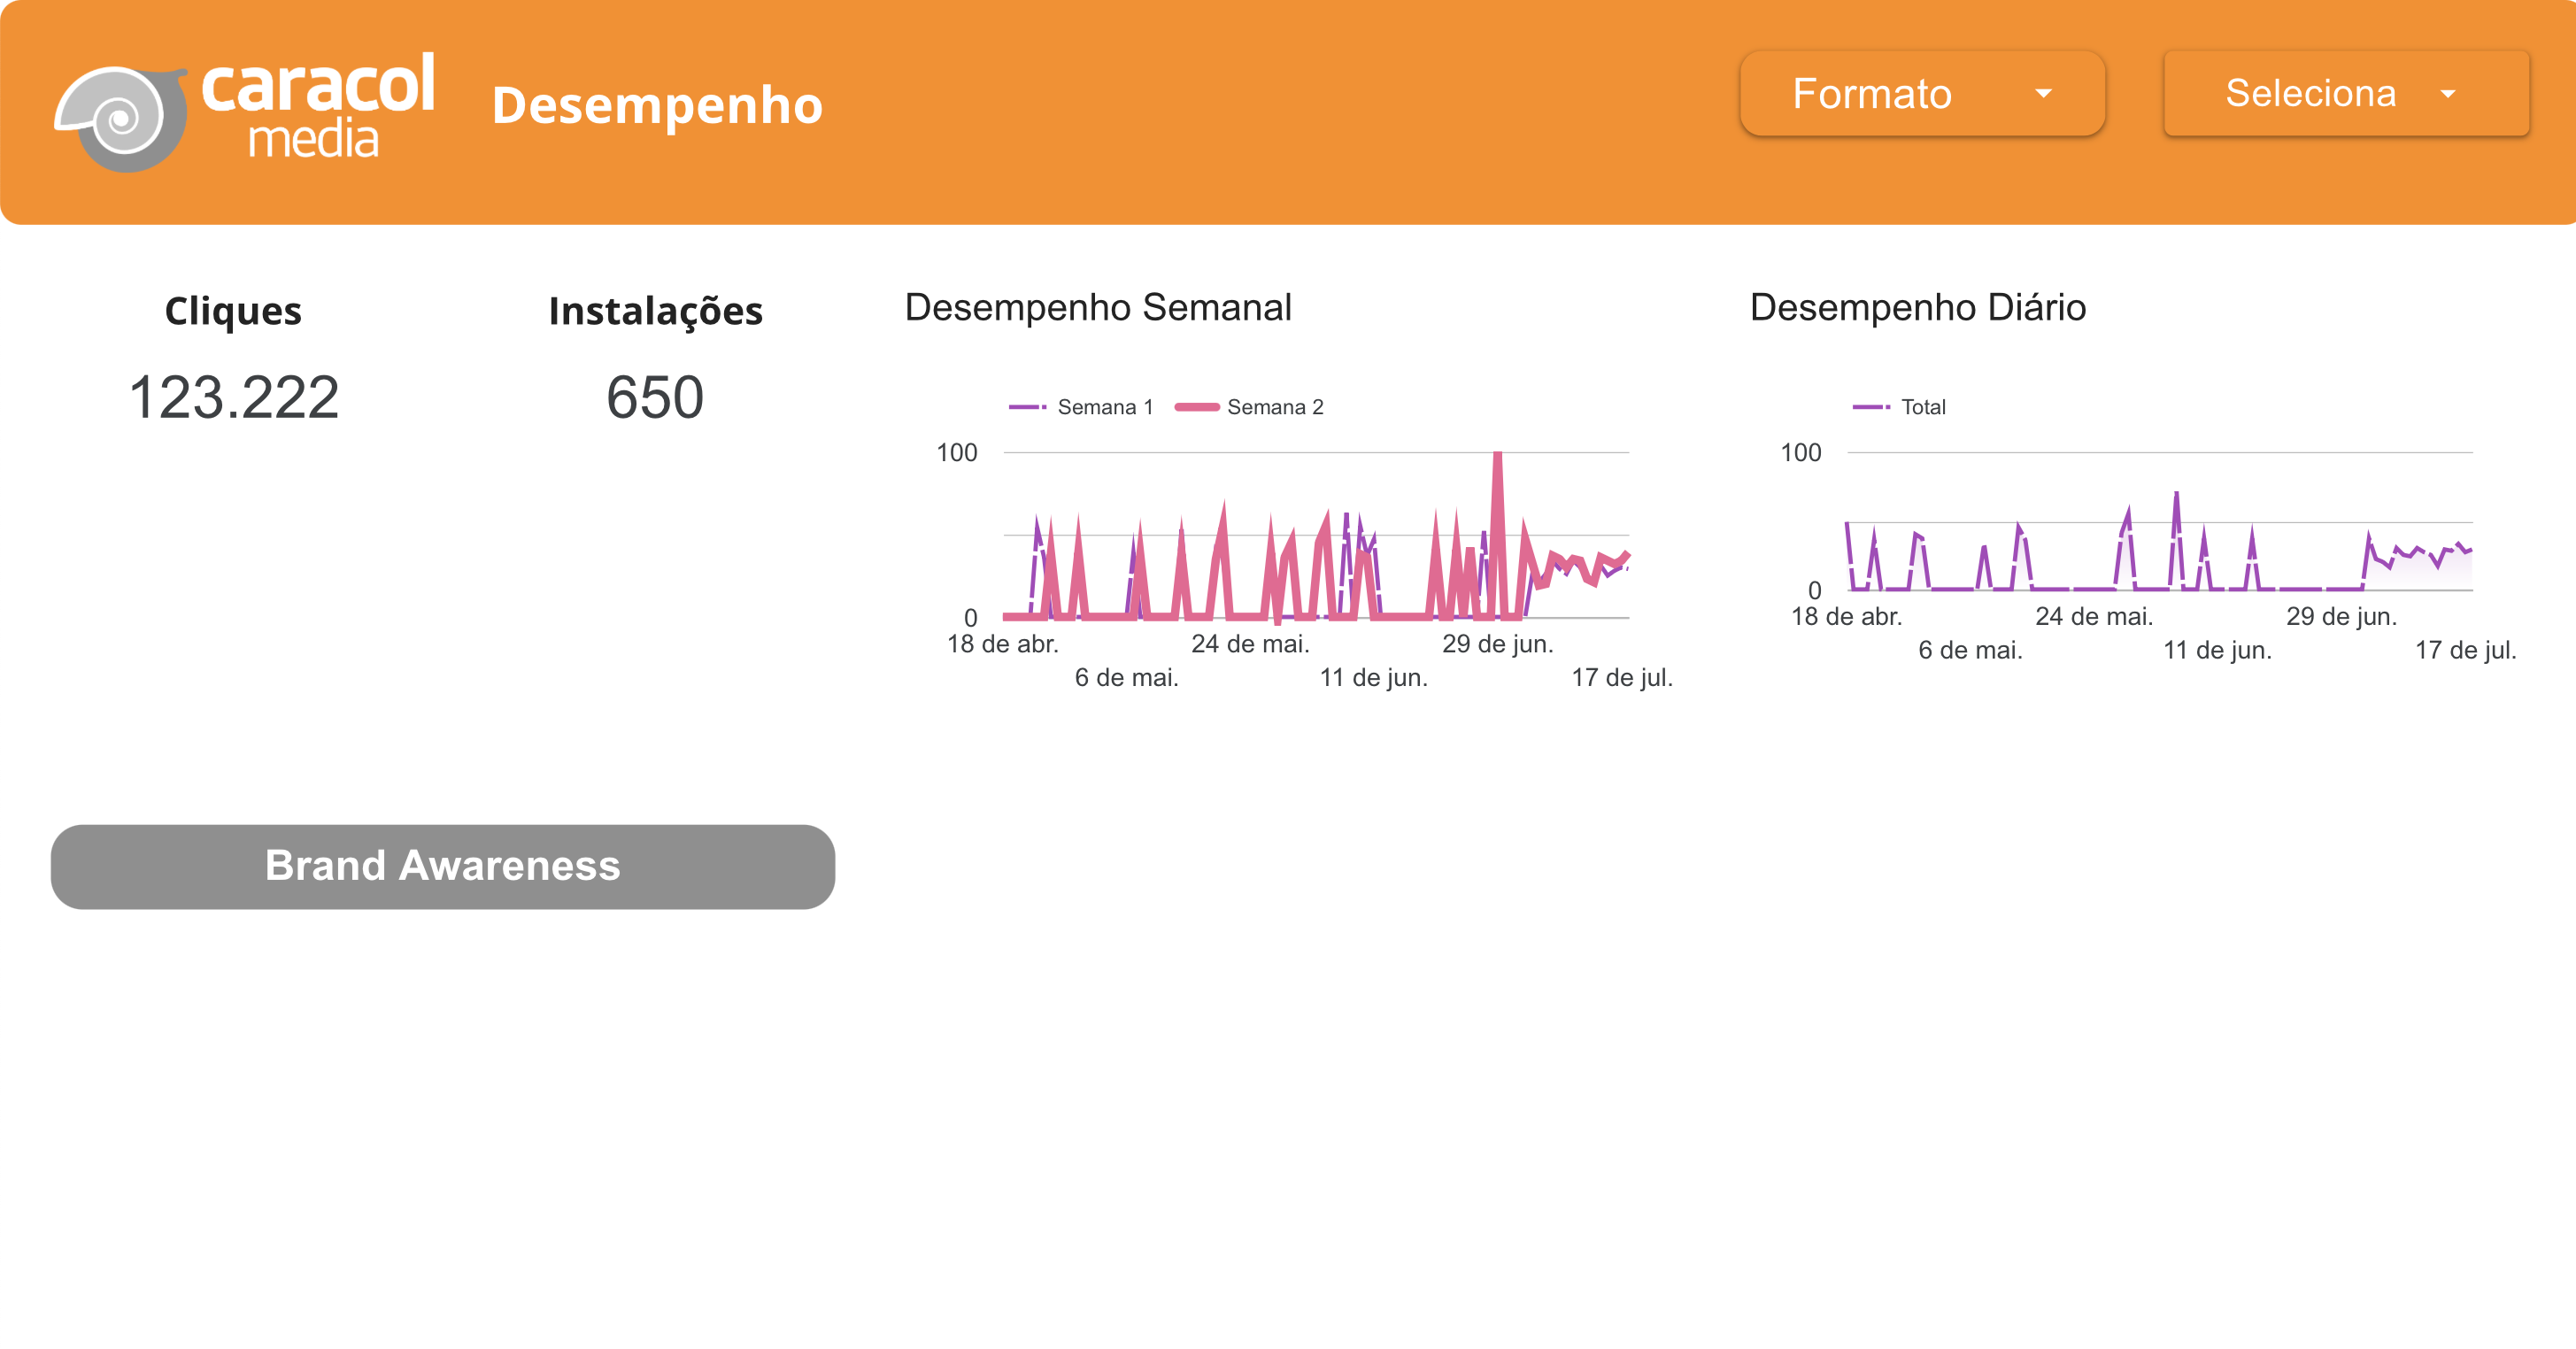 caracol
media
Desempenho
Formato
Seleciona
Cliques
123.222
Instalações
650
Desempenho Semanal
Semana 1 Semana 2
100
0
18 de abr. 24 de mai. 29 de jun.
6 de mai. 11 de jun. 17 de jul.
Desempenho Diário
Total
100
0
18 de abr. 24 de mai. 29 de jun.
6 de mai. 11 de jun. 17 de jul.
Brand Awareness